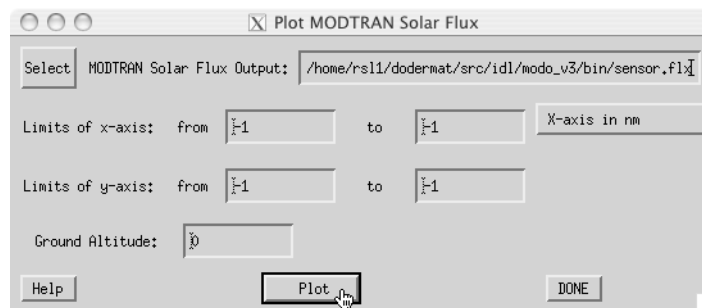 Plot MODTRAN Solar Flux
Select MODTRAN Solar Flux Output: /home/rsl1/dodermat/src/idl/modo_v3/bin/sensor.flx
Limits of x-axis: from -1 to -1 X-axis in nm
Limits of y-axis: from -1 to -1
Ground Altitude: 0
Help Plot DONE